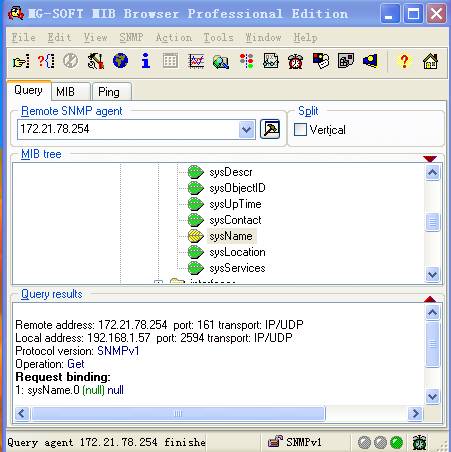 MG-SOFT MIB Browser Professional Edition
File Edit View SNMP Action Tools Window Help
Query MIB Ping
Remote SNMP agent
172.21.78.254
Split
Vertical
MIB tree
sysDescr
sysObjectID
sysUpTime
sysContact
sysName
sysLocation
sysServices
interfaces
Query results
Remote address: 172.21.78.254 port: 161 transport: IP/UDP
Local address: 192.168.1.57 port: 2594 transport: IP/UDP
Protocol version: SNMPv1
Operation: Get
Request binding:
1: sysName.0 (null) null
Query agent 172.21.78.254 finishe
SNMPv1